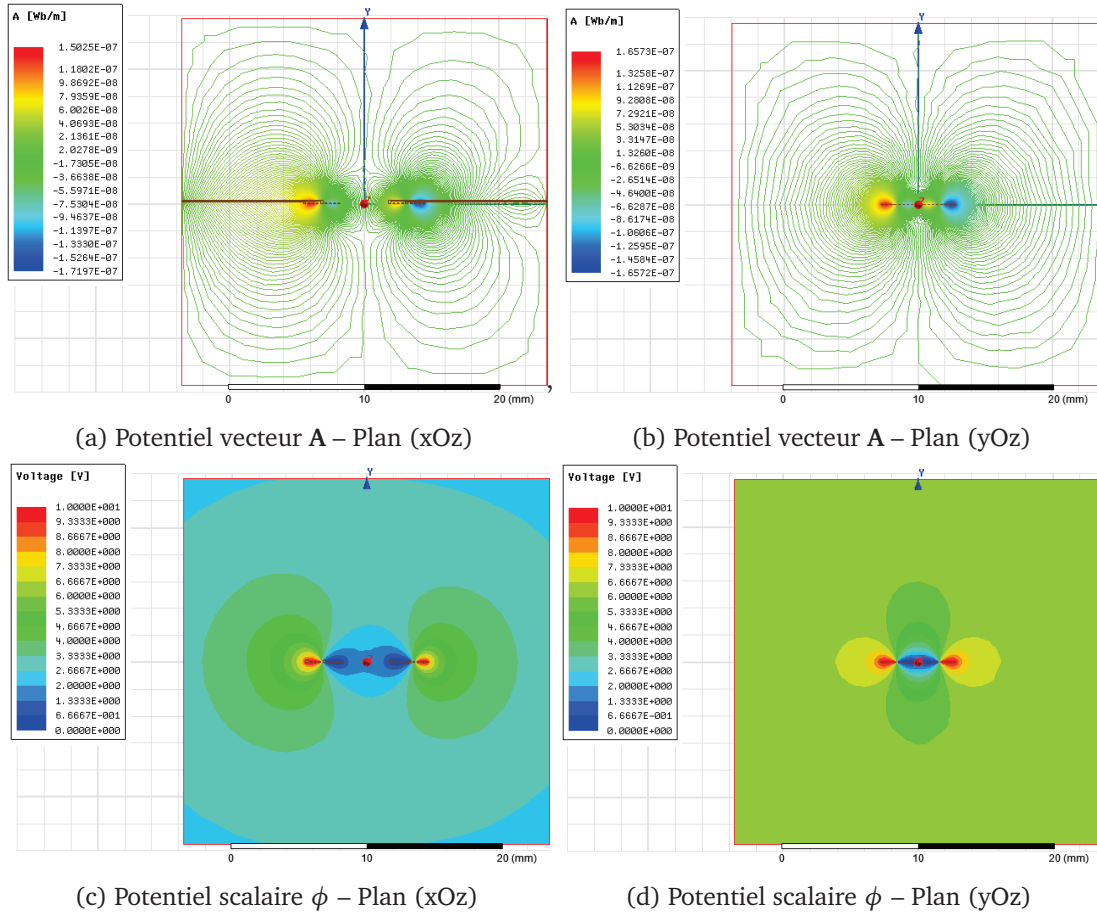 A [Wb/m]
1.5025E-07
1.1802E-07
9.8692E-08
7.9359E-08
6.0026E-08
4.0693E-08
2.1361E-08
2.0278E-09
-1.7305E-08
-3.6638E-08
-5.5971E-08
-7.5304E-08
-9.4637E-08
-1.1397E-07
-1.3330E-07
-1.5264E-07
-1.7197E-07
Y
0
10
20 (mm)
,
(a) Potentiel vecteur A – Plan (xOz)
A [Wb/m]
1.6573E-07
1.3258E-07
1.1269E-07
9.2808E-08
7.2921E-08
5.3034E-08
3.3147E-08
1.3260E-08
-6.6266E-09
-2.6514E-08
-4.6400E-08
-6.6287E-08
-8.6174E-08
-1.0606E-07
-1.2595E-07
-1.4584E-07
-1.6572E-07
Y
0
10
20 (mm)
(b) Potentiel vecteur A – Plan (yOz)
Voltage [V]
1.0000E+001
9.3333E+000
8.6667E+000
8.0000E+000
7.3333E+000
6.6667E+000
6.0000E+000
5.3333E+000
4.6667E+000
4.0000E+000
3.3333E+000
2.6667E+000
2.0000E+000
1.3333E+000
6.6667E-001
0.0000E+000
Y
0
10
20 (mm)
(c) Potentiel scalaire ϕ – Plan (xOz)
Voltage [V]
1.0000E+001
9.3333E+000
8.6667E+000
8.0000E+000
7.3333E+000
6.6667E+000
6.0000E+000
5.3333E+000
4.6667E+000
4.0000E+000
3.3333E+000
2.6667E+000
2.0000E+000
1.3333E+000
6.6667E-001
0.0000E+000
Y
0
10
20 (mm)
(d) Potentiel scalaire ϕ – Plan (yOz)